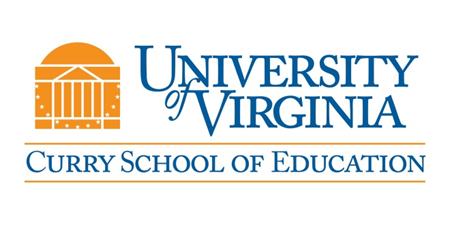 UNIVERSITY
of VIRGINIA
CURRY SCHOOL OF EDUCATION